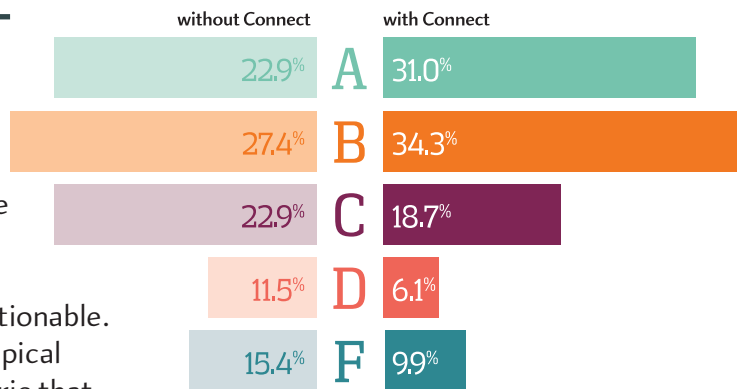 without Connect with Connect
22.9% A 31.0%
27.4% B 34.3%
22.9% C 18.7%
11.5% D 6.1%
tionable.
pical
15.4% F 9.9%
that